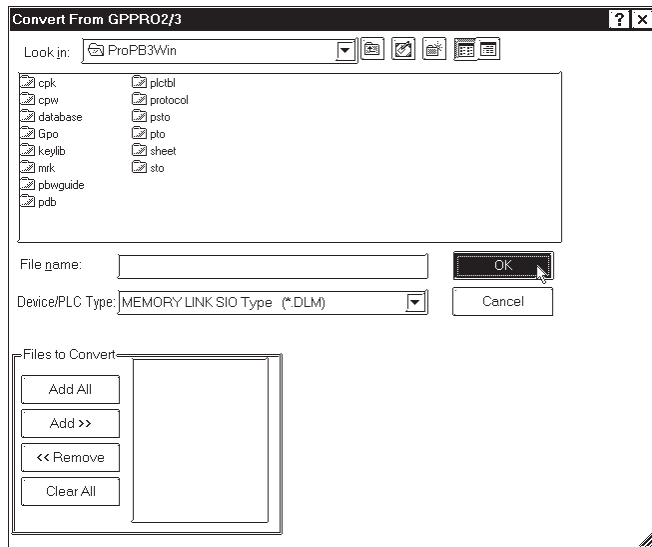 Convert From GPPRO2/3
Look in: ProPB3Win
cpk
cpw
database
Gpo
keylib
mrk
pbwguide
pdb
plctbl
protocol
psto
pto
sheet
sto
File name:
OK
Device/PLC Type: MEMORY LINK SIO Type (*.DLM)
Cancel
Files to Convert
Add All
Add >>
<< Remove
Clear All